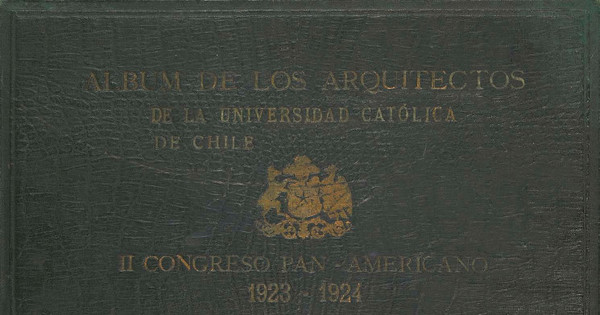 ALBUM DE LOS ARQUITECTOS
DE LA UNIVERSIDAD CATÓLICA
DE CHILE
II CONGRESO PAN-AMERICANO
1923-1924